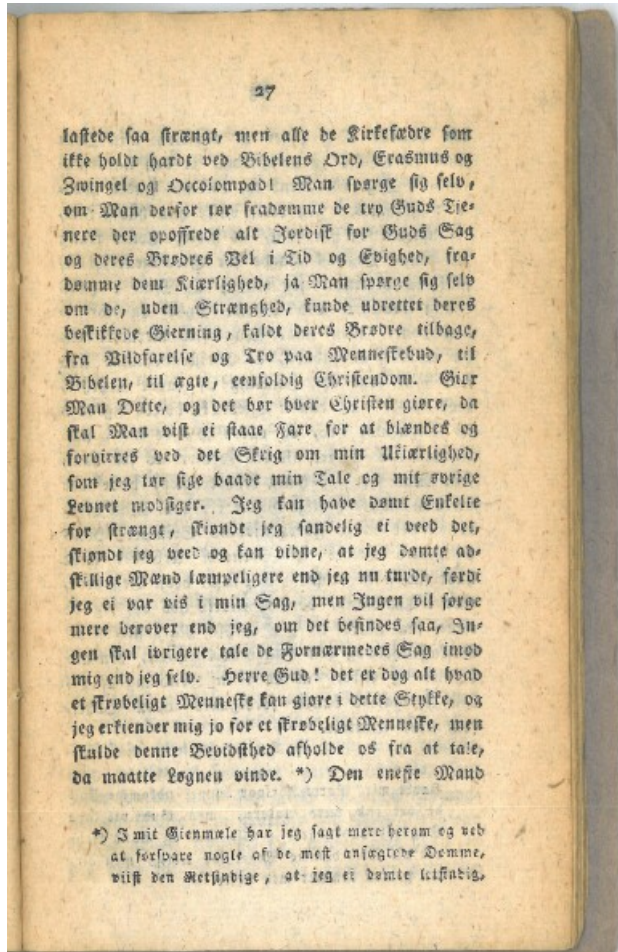 27
lastede saa strængt, men alle de Kirkefædre som
ikke holdt hardt ved Bibelens Ord, Erasmus og
Zwingel og Occolompad! Man spørge sig selv,
om Man derfor tør fradømme de tro Guds Tje-
nere der opoffrede alt Jordisk for Guds Sag
og deres Brødres Vel i Tid og Evighed, fra-
dømme dem Kiærlighed, ja Man spørge sig selv
om de, uden Strænghed, kunde udrettet deres
beskikkede Gierning, kaldt deres Brødre tilbage,
fra Vildfarelse og Tro paa Menneskebud, til
Bibelen, til ægte, eenfoldig Christendom. Giør
Man Dette, og det bør hver Christen giøre, da
skal Man vist ei staae Fare for at blændes og
forvirres ved det Skrig om min Ukiærlighed,
som jeg tør sige baade min Tale og mit øvrige
Levnet modsiger. Jeg kan have dømt Enkelte
for strængt, skiøndt jeg sandelig ei veed det,
skiøndt jeg veed og kan vidne, at jeg dømte ad-
skillige Mænd læmpeligere end jeg nu turde, fordi
jeg ei var vis i min Sag, men Ingen vil sørge
mere derover end jeg, om det befindes saa, In-
gen skal ivrigere tale de Fornærmedes Sag imod
mig end jeg selv. Herre Gud! det er dog alt hvad
et skrøbeligt Menneske kan giøre i dette Stykke, og
jeg erkiender mig jo for et skrøbeligt Menneske, men
skulde denne Bevidsthed afholde os fra at tale,
da maatte Løgnen vinde. *) Den eneste Mand
*) I mit Gienmæle har jeg sagt mere herom og ved
at forsvare nogle af de mest anfægtede Domme,
viist den Retsindige, at jeg ei dømte letsindig.